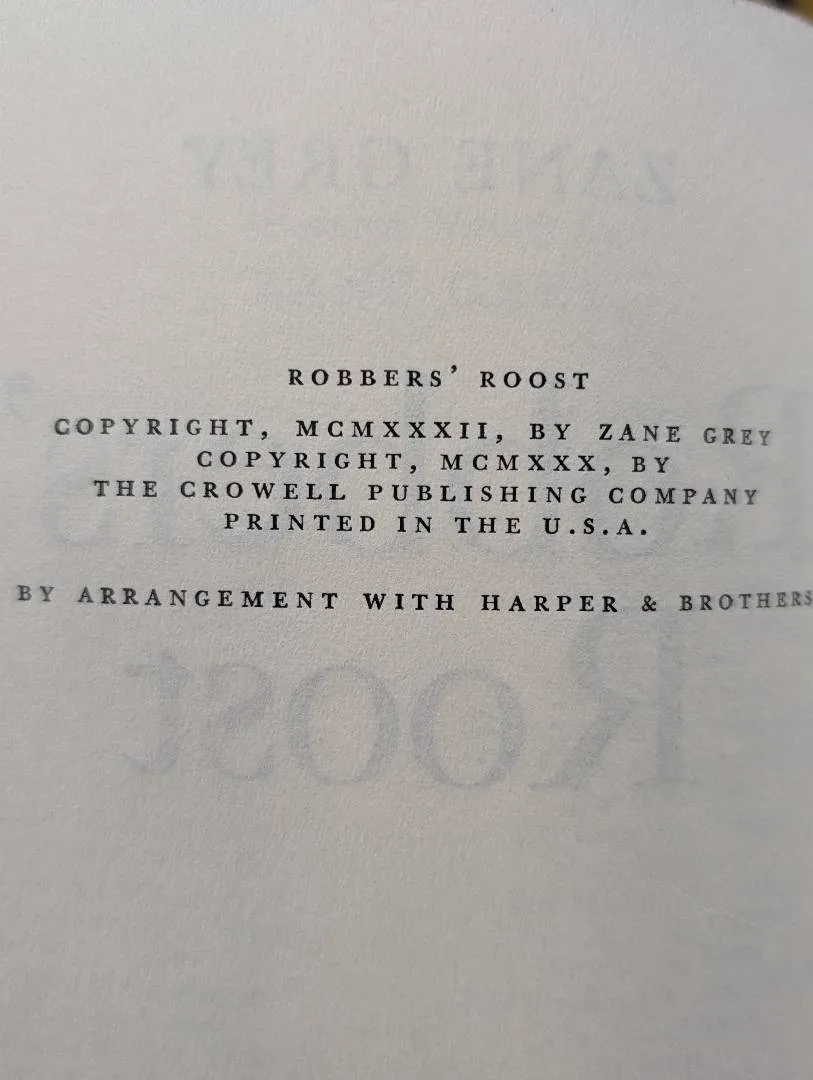 ROBBERS' ROOST
COPYRIGHT, MCMXXXII, BY ZANE GREY
COPYRIGHT, MCMXXX, BY
THE CROWELL PUBLISHING COMPANY
PRINTED IN THE U.S.A.
BY ARRANGEMENT WITH HARPER & BROTHERS